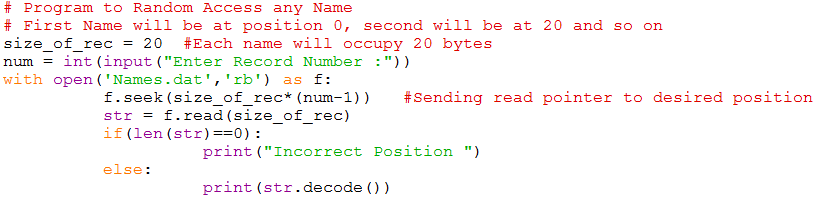 # Program to Random Access any Name
# First Name will be at position 0, second will be at 20 and so on
size_of_rec = 20  #Each name will occupy 20 bytes
num = int(input("Enter Record Number :"))
with open('Names.dat','rb') as f:
        f.seek(size_of_rec*(num-1))   #Sending read pointer to desired position
        str = f.read(size_of_rec)
        if(len(str)==0):
                print("Incorrect Position ")
        else:
                print(str.decode())